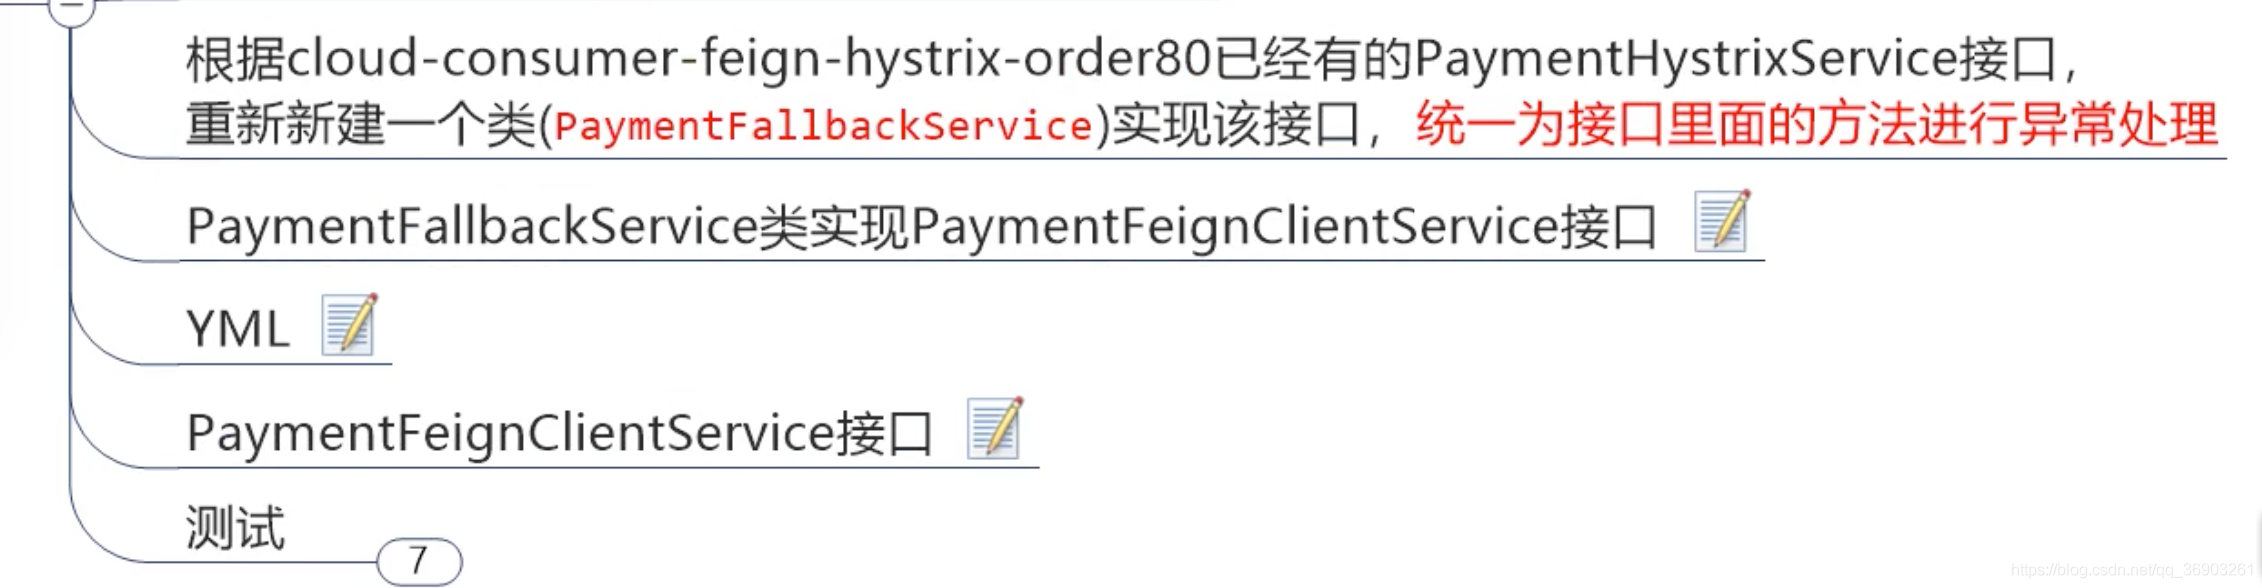 根据cloud-consumer-feign-hystrix-order80已经有的PaymentHystrixService接口，
重新新建一个类(PaymentFallbackService)实现该接口，统一为接口里面的方法进行异常处理
PaymentFallbackService类实现PaymentFeignClientService接口
YML
PaymentFeignClientService接口
测试
7
https://blog.csdn.net/qq_36903261